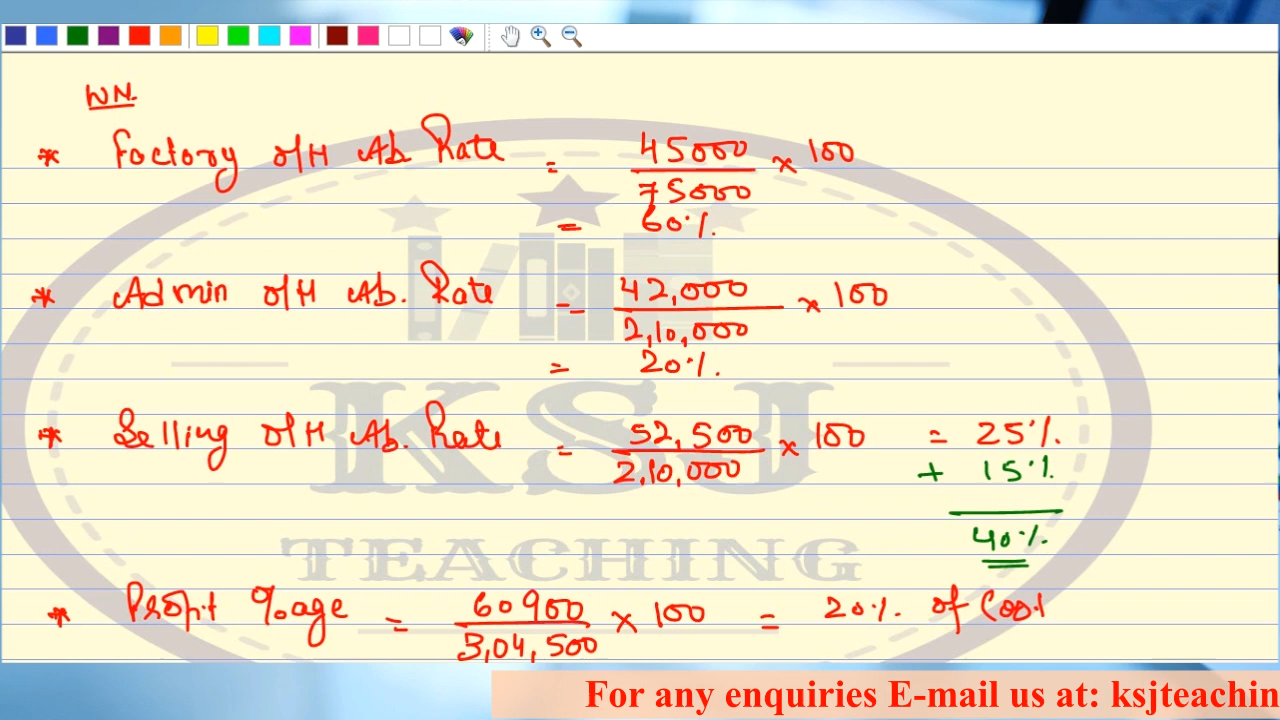 WN.
* Factory O/H Ab Rate = 45000 / 75000 × 100
= 60%.
* Admin O/H Ab. Rate = 42,000 / 2,10,000 × 100
= 20%.
* Selling O/H Ab. Rate = 52,500 / 2,10,000 × 100 = 25%.
+ 15%.
40%.
* Profit %age = 60900 / 3,04,500 × 100 = 20%. of Cost
KSJ
TEACHING
For any enquiries E-mail us at: ksjteachin